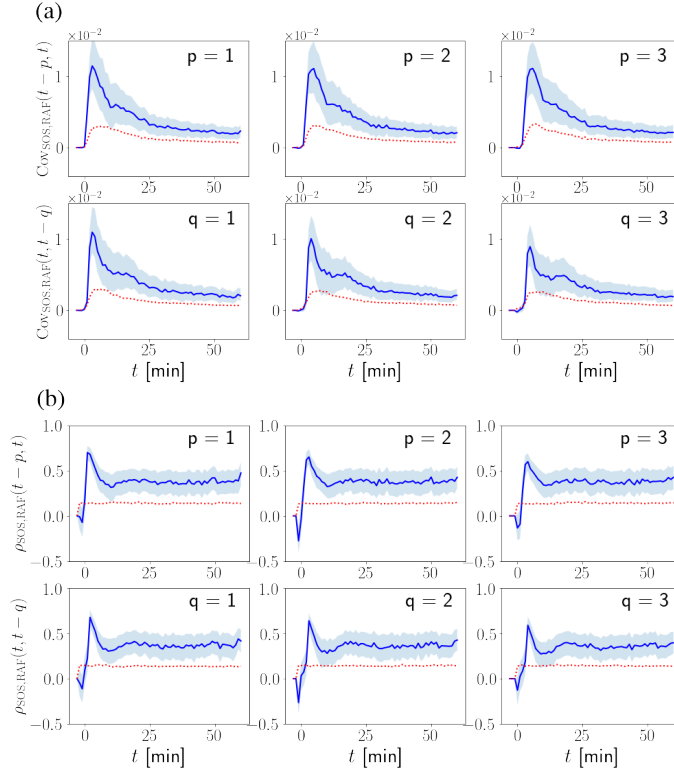 (a)
×10⁻² ×10⁻² ×10⁻²
p = 1 p = 2 p = 3
1 1 1
0 0 0
Cov_SOS,RAF(t − p, t)
0 25 50 0 25 50 0 25 50
×10⁻² ×10⁻² ×10⁻²
q = 1 q = 2 q = 3
1 1 1
0 0 0
Cov_SOS,RAF(t, t − q)
0 25 50 0 25 50 0 25 50
t [min] t [min] t [min]
(b)
1.0 1.0 1.0
p = 1 p = 2 p = 3
0.5 0.5 0.5
0.0 0.0 0.0
−0.5 −0.5 −0.5
ρ_SOS,RAF(t − p, t)
0 25 50 0 25 50 0 25 50
1.0 1.0 1.0
q = 1 q = 2 q = 3
0.5 0.5 0.5
0.0 0.0 0.0
−0.5 −0.5 −0.5
ρ_SOS,RAF(t, t − q)
0 25 50 0 25 50 0 25 50
t [min] t [min] t [min]